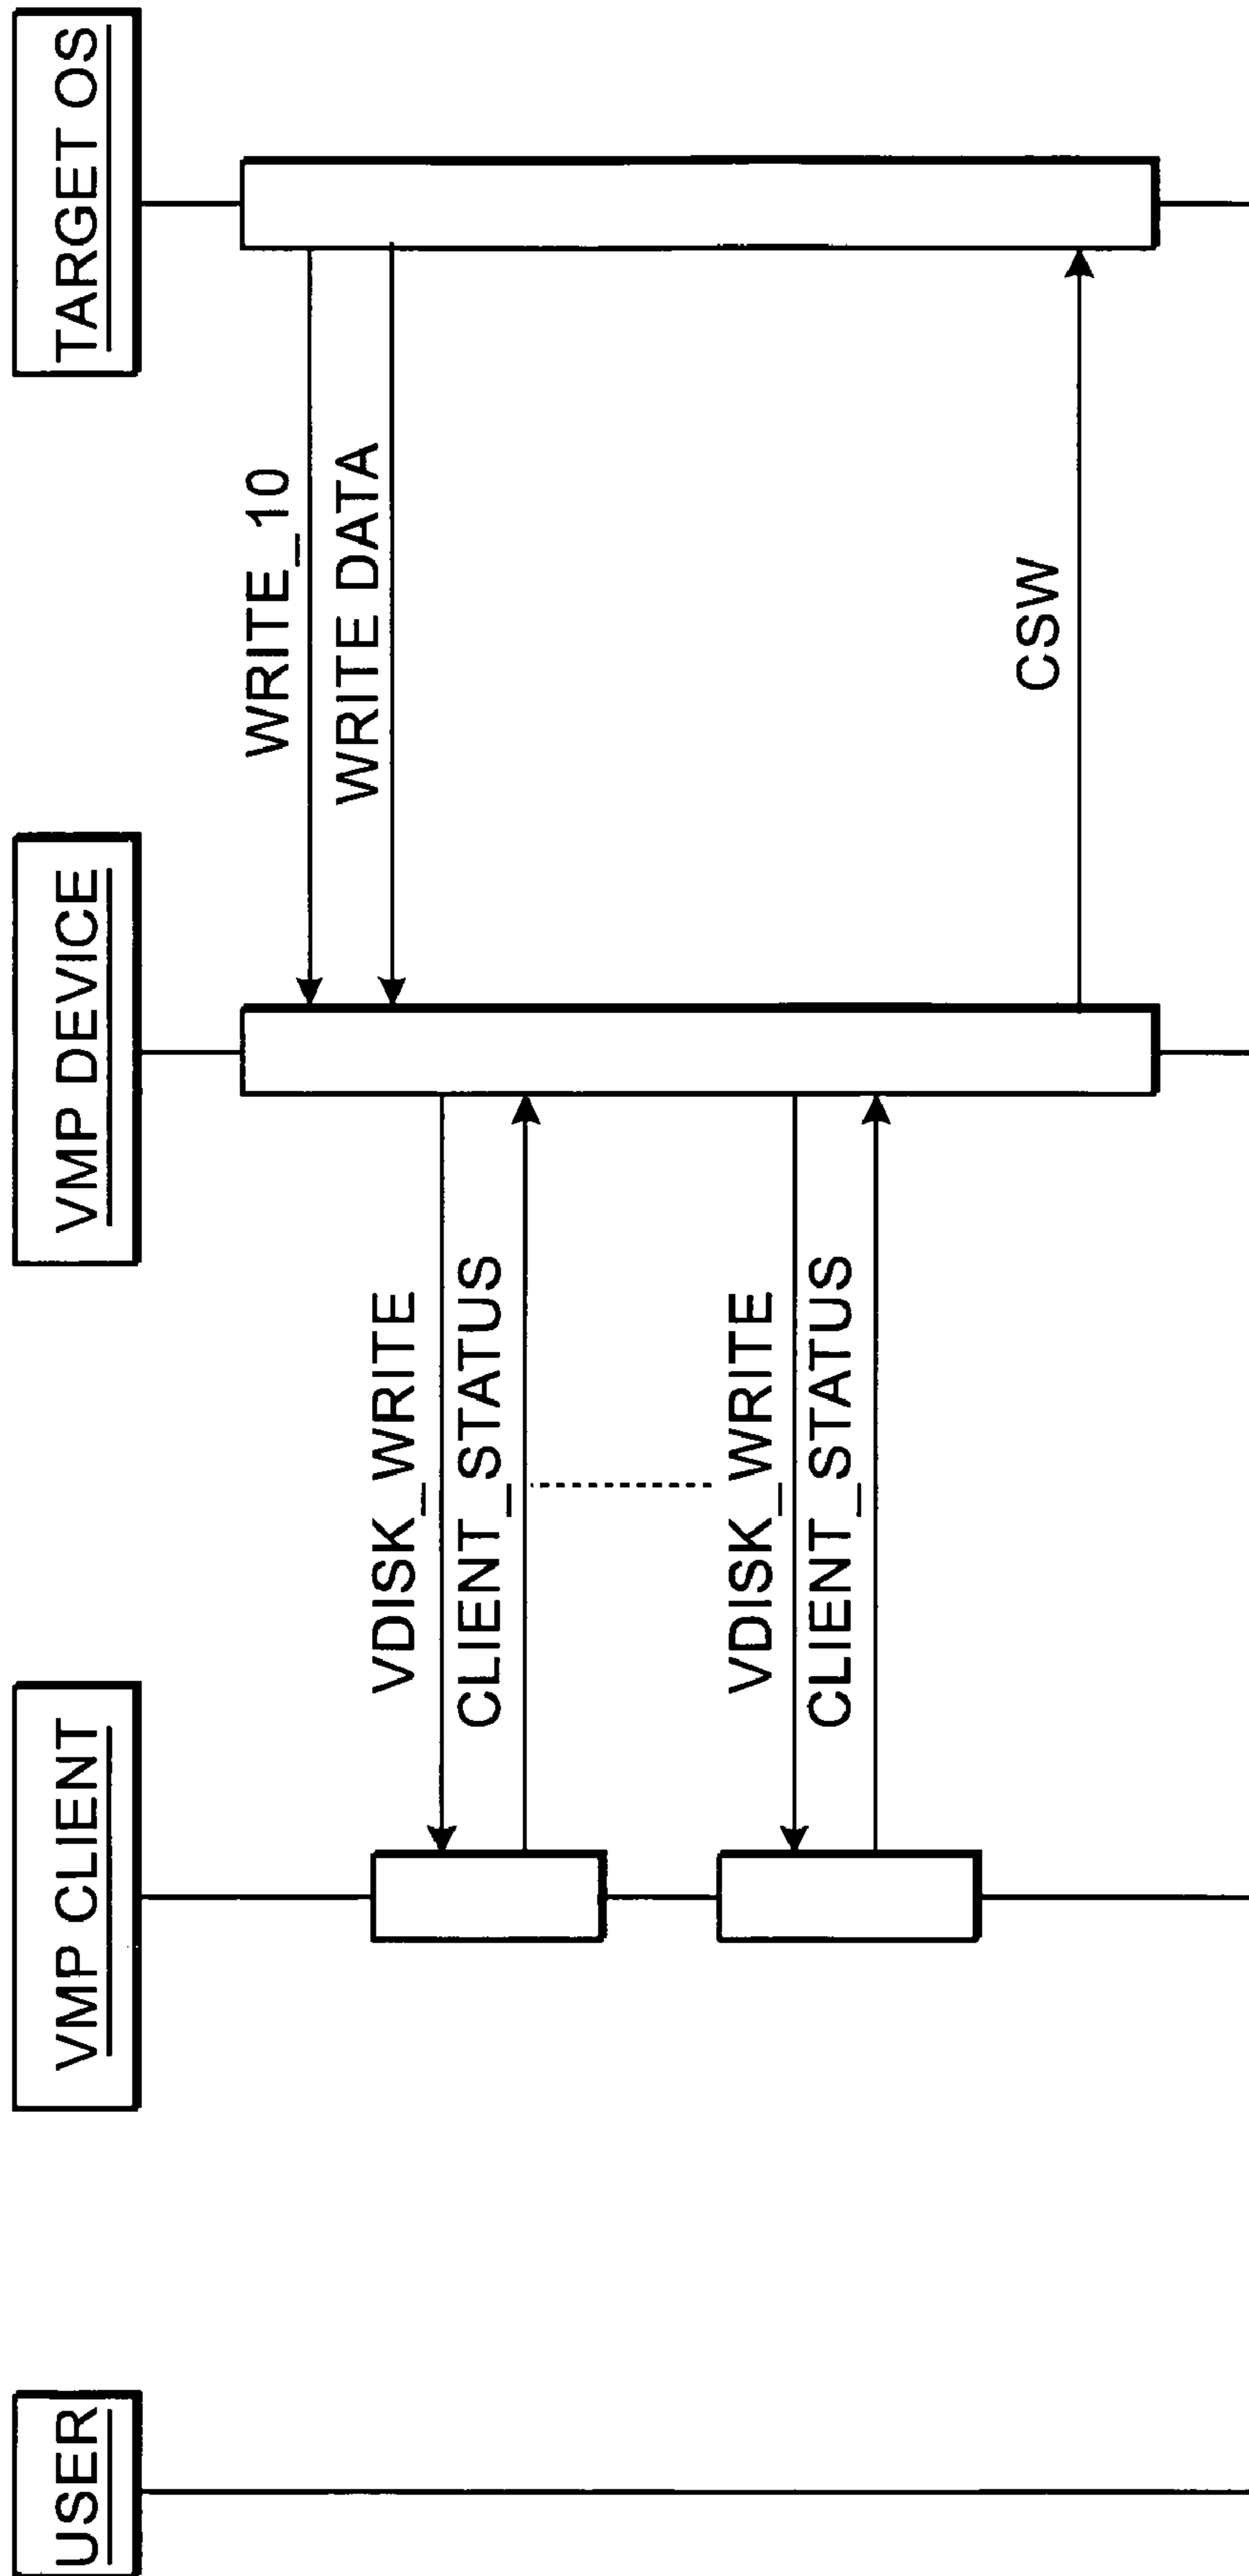 USER
VMP CLIENT
VMP DEVICE
TARGET OS
WRITE_10
WRITE DATA
VDISK_WRITE
CLIENT_STATUS
VDISK_WRITE
CLIENT_STATUS
CSW